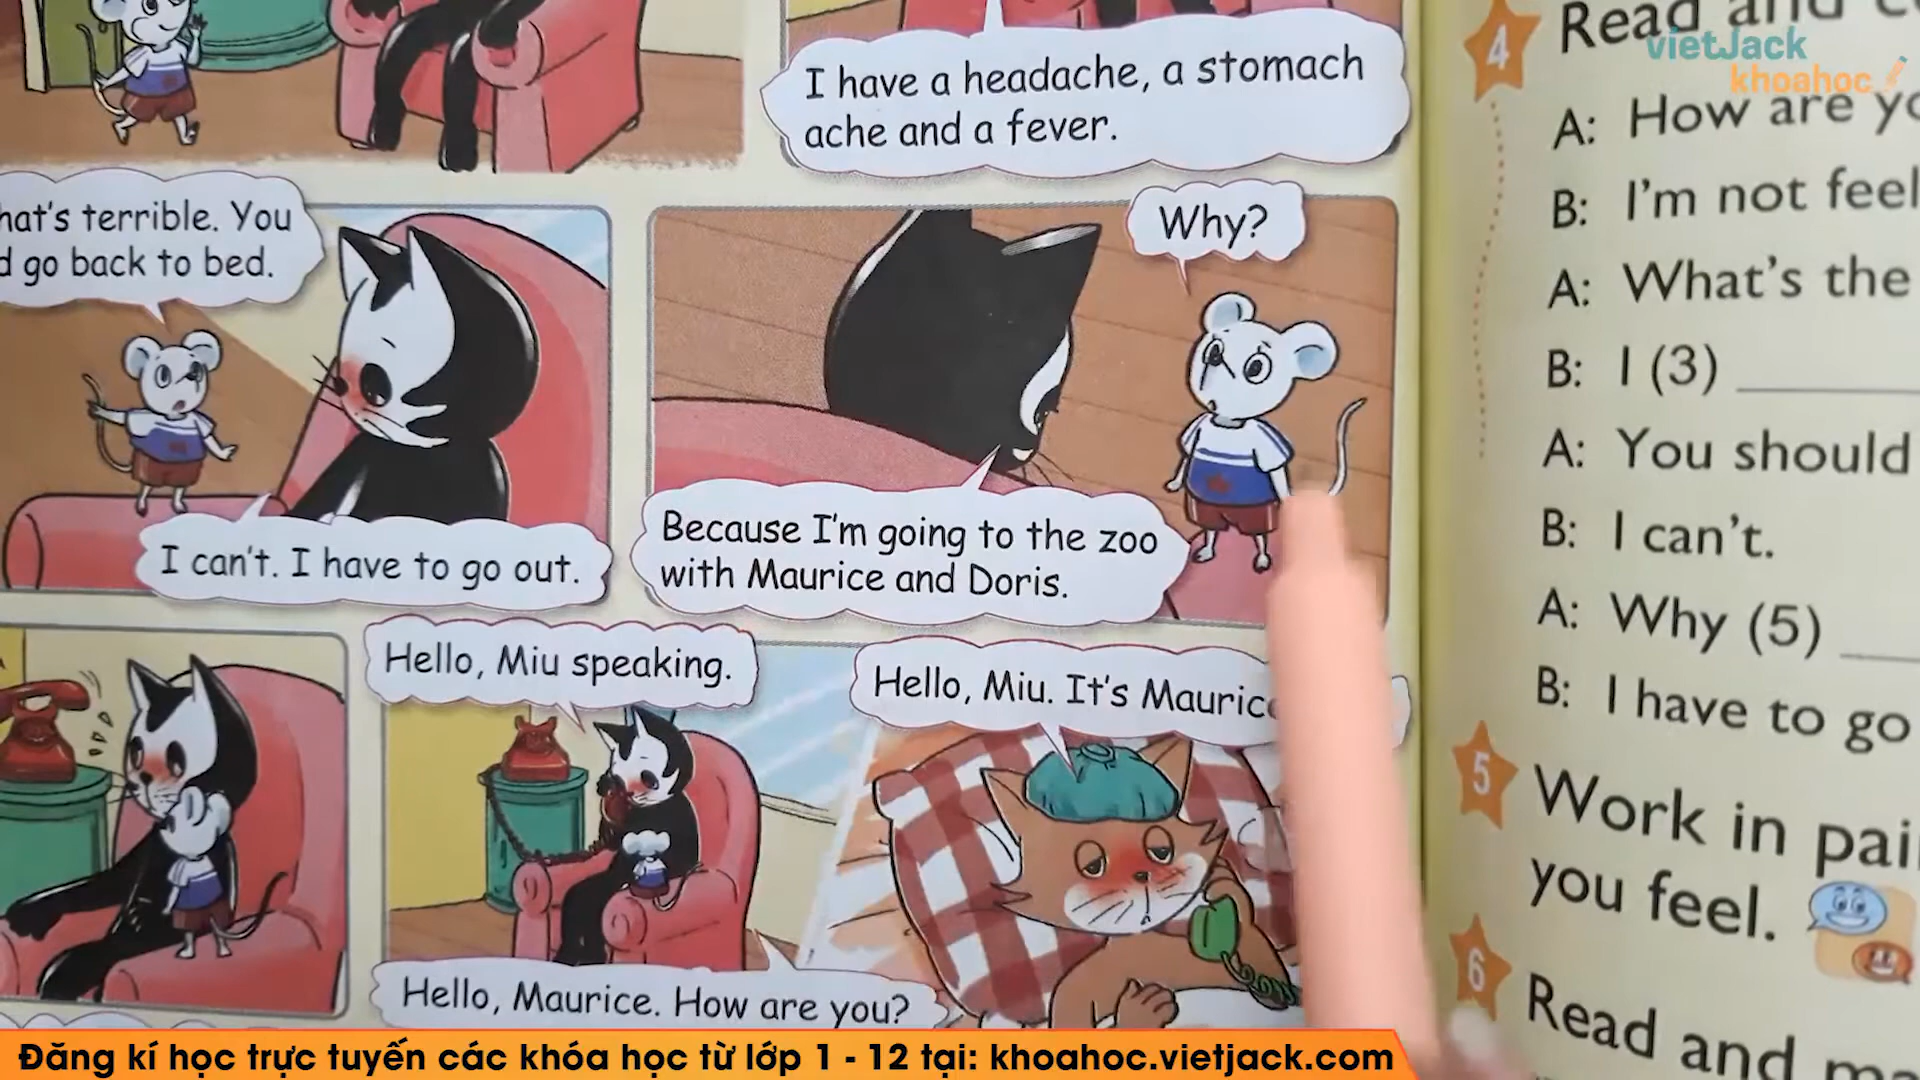 I have a headache, a stomach
ache and a fever.
terrible. You
go back to bed.
I can't. I have to go out.
Why?
Because I'm going to the zoo
with Maurice and Doris.
Hello, Miu speaking.
Hello, Miu. It's
Hello, Maurice. How are you?
4 Read and
A: How are
B: I'm not
A: What's the
B: I (3)
A: You should
B: I can't.
A: Why (5)
B: I have to go
5 Work in
you feel.
6 Read and
vietJack
khoahoc
Đăng kí học trực tuyến các khóa học từ lớp 1 - 12 tại: khoahoc.vietjack.com